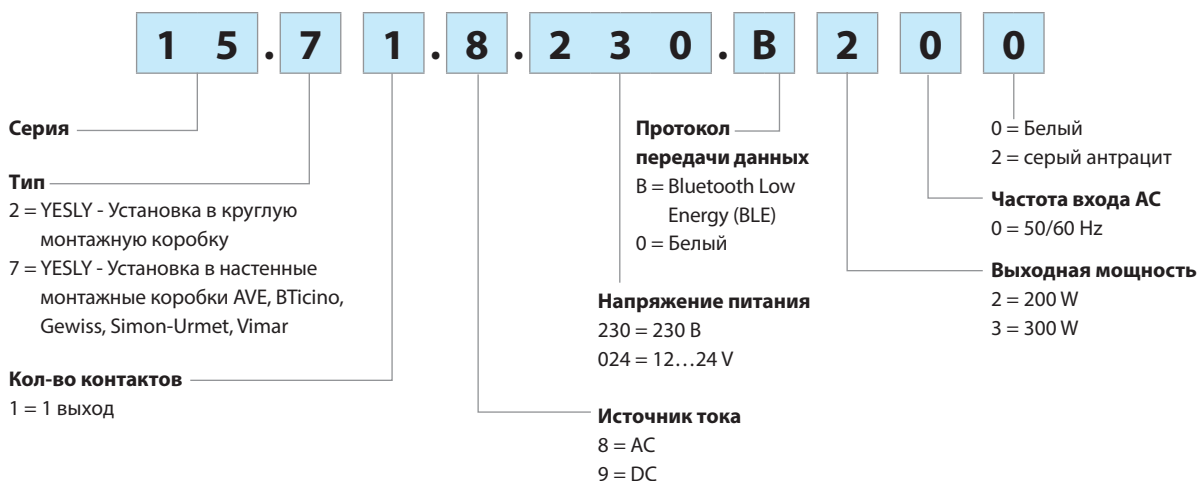 1 5 . 7 1 . 8 . 2 3 0 . B 2 0 0
Серия
Тип
2 = YESLY - Установка в круглую
монтажную коробку
7 = YESLY - Установка в настенные
монтажные коробки AVE, BTicino,
Gewiss, Simon-Urmet, Vimar
Кол-во контактов
1 = 1 выход
Протокол
передачи данных
B = Bluetooth Low
Energy (BLE)
0 = Белый
Напряжение питания
230 = 230 В
024 = 12…24 V
Источник тока
8 = AC
9 = DC
0 = Белый
2 = серый антрацит
Частота входа AC
0 = 50/60 Hz
Выходная мощность
2 = 200 W
3 = 300 W